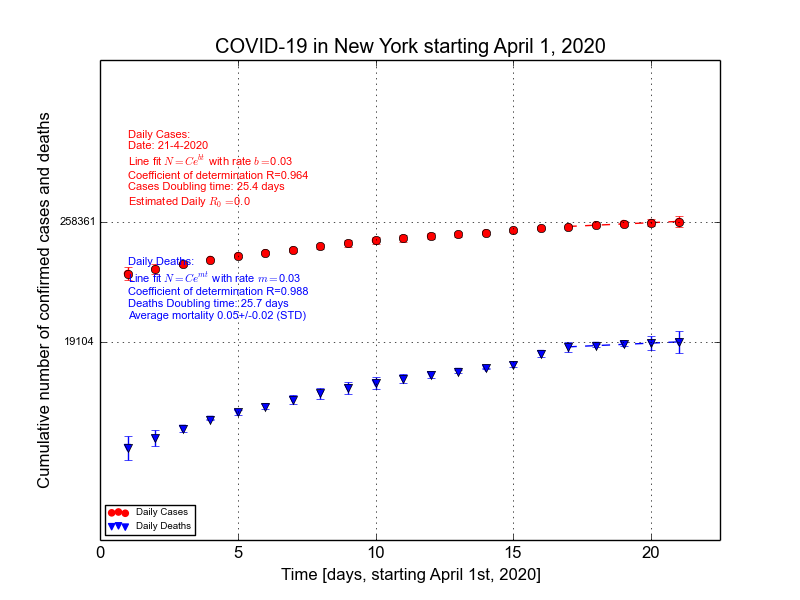 COVID-19 in New York starting April 1, 2020
Cumulative number of confirmed cases and deaths
Daily Cases:
Date: 21-4-2020
Line fit N = Ce^{bt} with rate b = 0.03
Coefficient of determination R=0.964
Cases Doubling time: 25.4 days
Estimated Daily R_0 = 0.0
258361
Daily Deaths:
Line fit N = Ce^{mt} with rate m = 0.03
Coefficient of determination R=0.988
Deaths Doubling time: 25.7 days
Average mortality 0.05+/-0.02 (STD)
19104
Daily Cases
Daily Deaths
0 5 10 15 20
Time [days, starting April 1st, 2020]